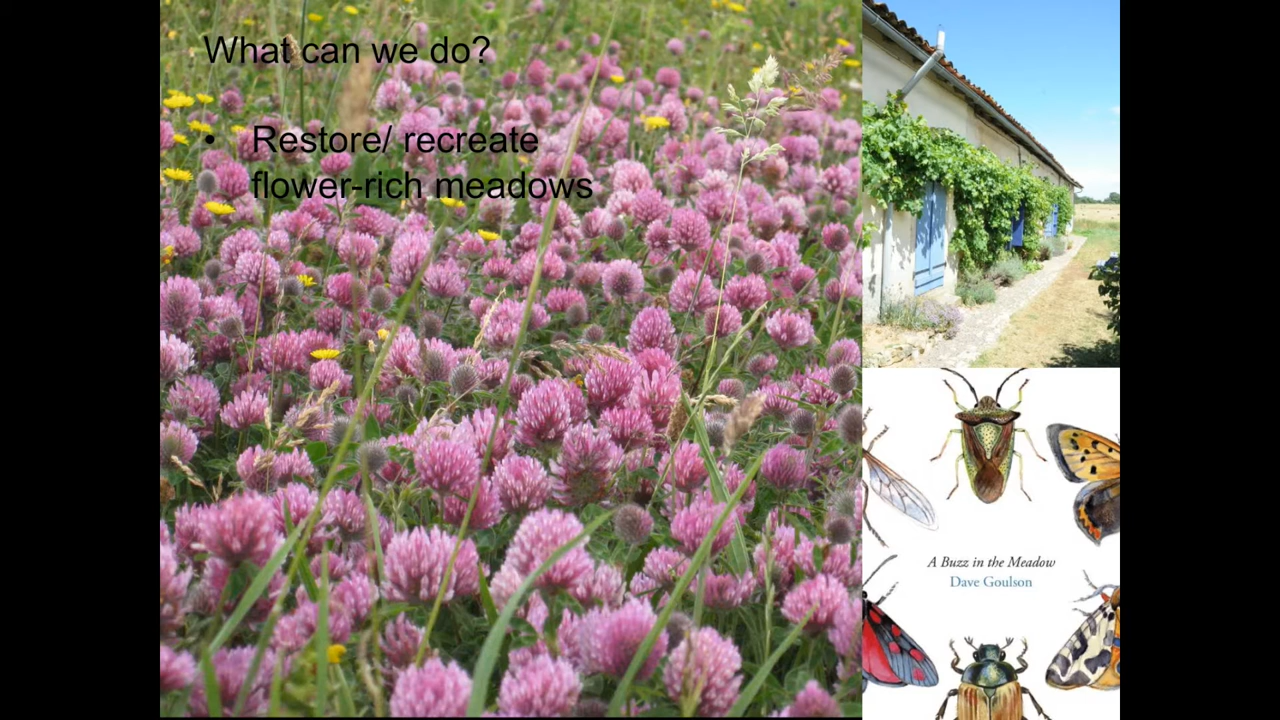 What can we do?
• Restore/ recreate
flower-rich meadows
A Buzz in the Meadow
Dave Goulson